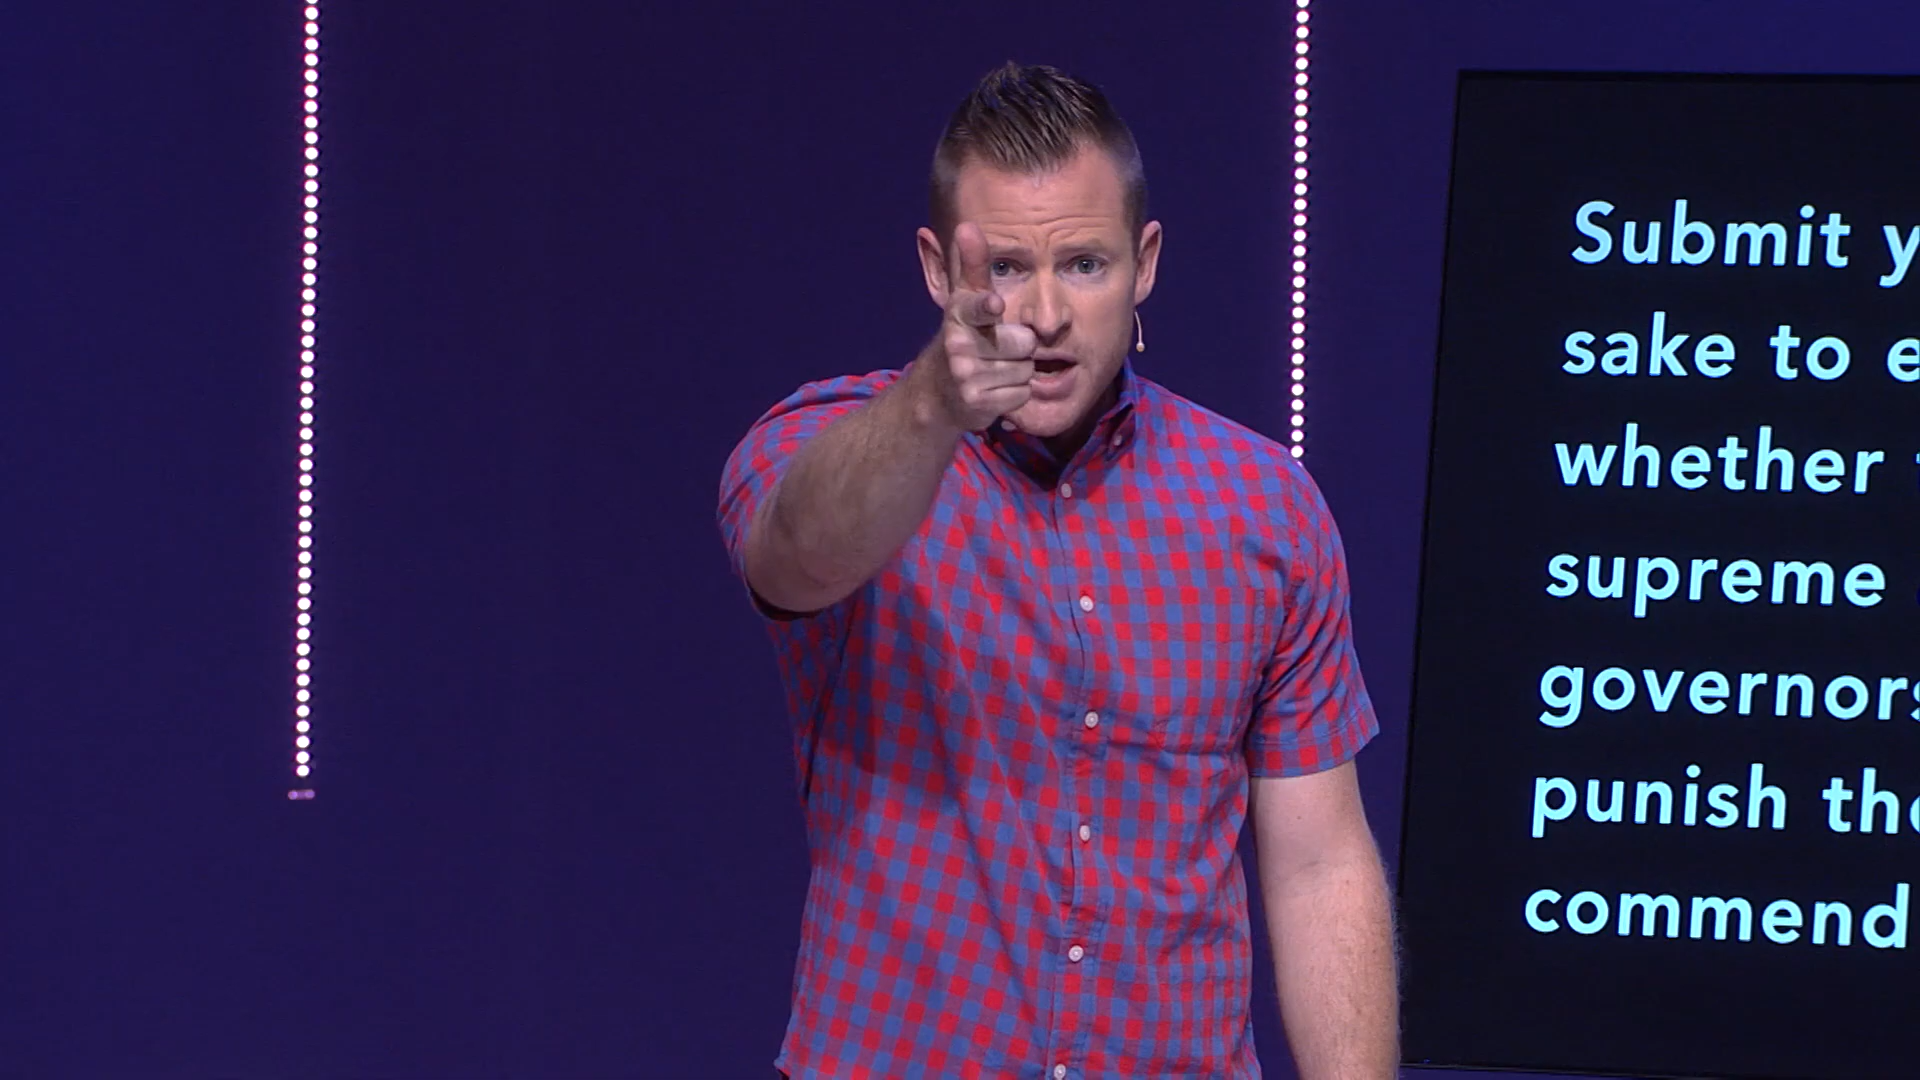 Submit
sake to
whether
supreme
governors
punish
commend